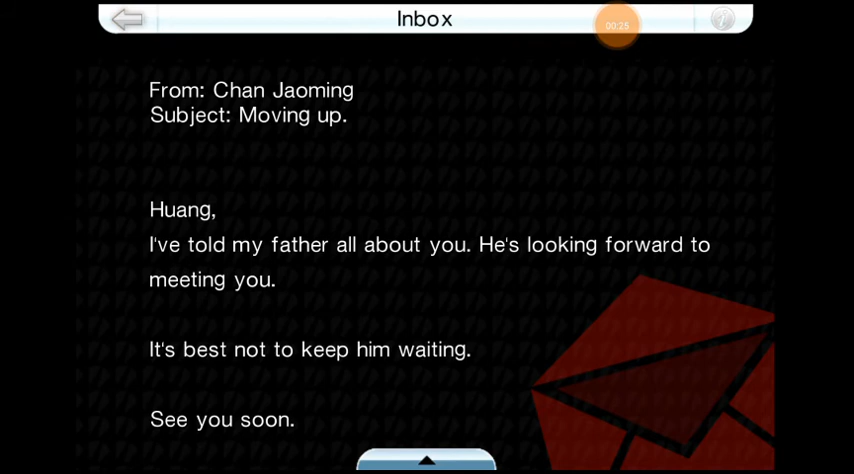 Inbox
00:25
From: Chan Jaoming
Subject: Moving up.
Huang,
I've told my father all about you. He's looking forward to
meeting you.
It's best not to keep him waiting.
See you soon.